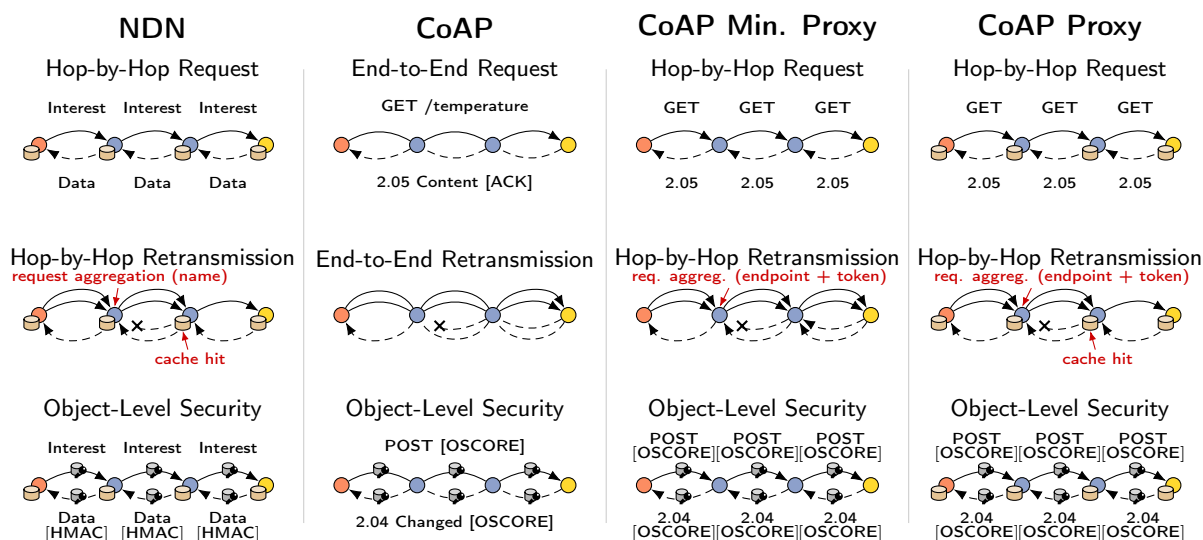 NDN
Hop-by-Hop Request
Interest Interest Interest
Data Data Data
Hop-by-Hop Retransmission
request aggregation (name)
cache hit
Object-Level Security
Interest Interest Interest
Data Data Data
[HMAC] [HMAC] [HMAC]
CoAP
End-to-End Request
GET /temperature
2.05 Content [ACK]
End-to-End Retransmission
Object-Level Security
POST [OSCORE]
2.04 Changed [OSCORE]
CoAP Min. Proxy
Hop-by-Hop Request
GET GET GET
2.05 2.05 2.05
Hop-by-Hop Retransmission
req. aggreg. (endpoint + token)
Object-Level Security
POST POST POST
[OSCORE][OSCORE][OSCORE]
2.04 2.04 2.04
[OSCORE][OSCORE][OSCORE]
CoAP Proxy
Hop-by-Hop Request
GET GET GET
2.05 2.05 2.05
Hop-by-Hop Retransmission
req. aggreg. (endpoint + token)
cache hit
Object-Level Security
POST POST POST
[OSCORE][OSCORE][OSCORE]
2.04 2.04 2.04
[OSCORE][OSCORE][OSCORE]